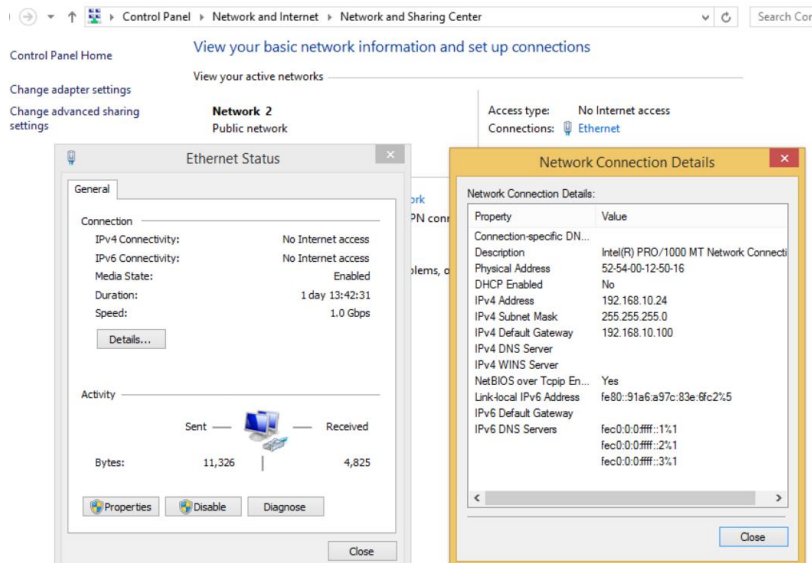 Control Panel › Network and Internet › Network and Sharing Center
Search Cor
Control Panel Home
Change adapter settings
Change advanced sharing
settings
View your basic network information and set up connections
View your active networks
Network 2
Public network
Access type: No Internet access
Connections: Ethernet
ork
PN conn
blems, o
Ethernet Status
General
Connection
IPv4 Connectivity: No Internet access
IPv6 Connectivity: No Internet access
Media State: Enabled
Duration: 1 day 13:42:31
Speed: 1.0 Gbps
Details...
Activity
Sent — — Received
Bytes: 11,326 4,825
Properties Disable Diagnose
Close
Network Connection Details
Network Connection Details:
Property Value
Connection-specific DN...
Description Intel(R) PRO/1000 MT Network Connecti
Physical Address 52-54-00-12-50-16
DHCP Enabled No
IPv4 Address 192.168.10.24
IPv4 Subnet Mask 255.255.255.0
IPv4 Default Gateway 192.168.10.100
IPv4 DNS Server
IPv4 WINS Server
NetBIOS over Tcpip En... Yes
Link-local IPv6 Address fe80::91a6:a97c:83e:6fc2%5
IPv6 Default Gateway
IPv6 DNS Servers fec0:0:0:ffff::1%1
fec0:0:0:ffff::2%1
fec0:0:0:ffff::3%1
Close